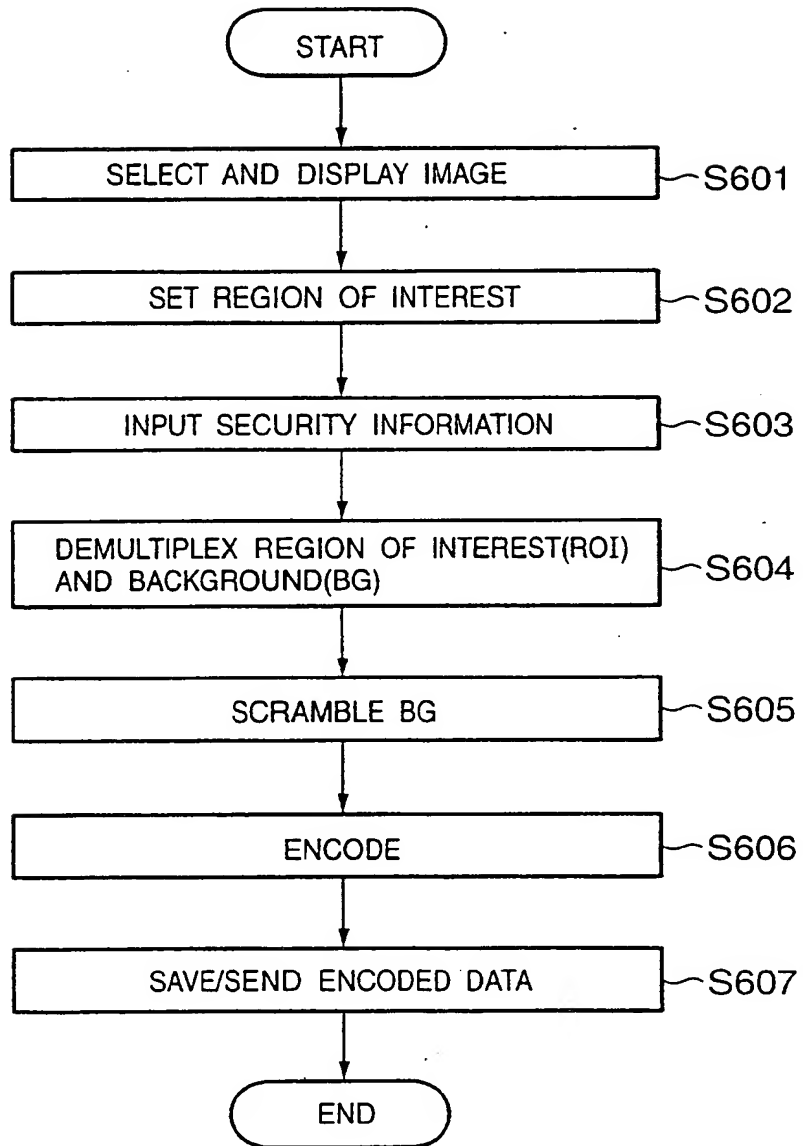 START
SELECT AND DISPLAY IMAGE
S601
SET REGION OF INTEREST
S602
INPUT SECURITY INFORMATION
S603
DEMULTIPLEX REGION OF INTEREST(ROI)
AND BACKGROUND(BG)
S604
SCRAMBLE BG
S605
ENCODE
S606
SAVE/SEND ENCODED DATA
S607
END